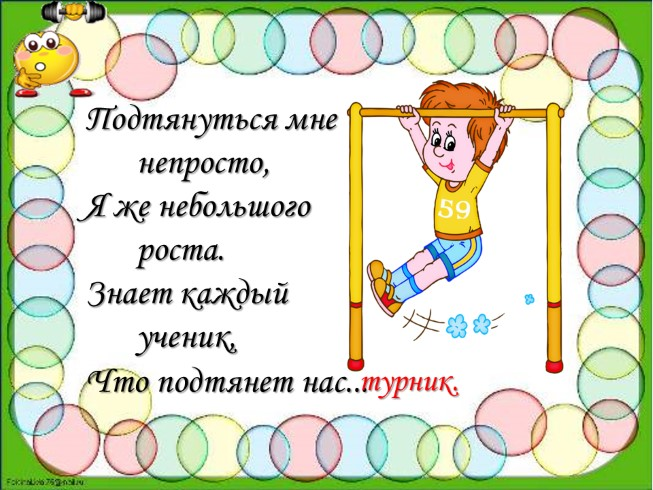 Подтянуться мне
непросто,
Я же небольшого
роста.
Знает каждый
ученик,
Что подтянет нас...турник.
59